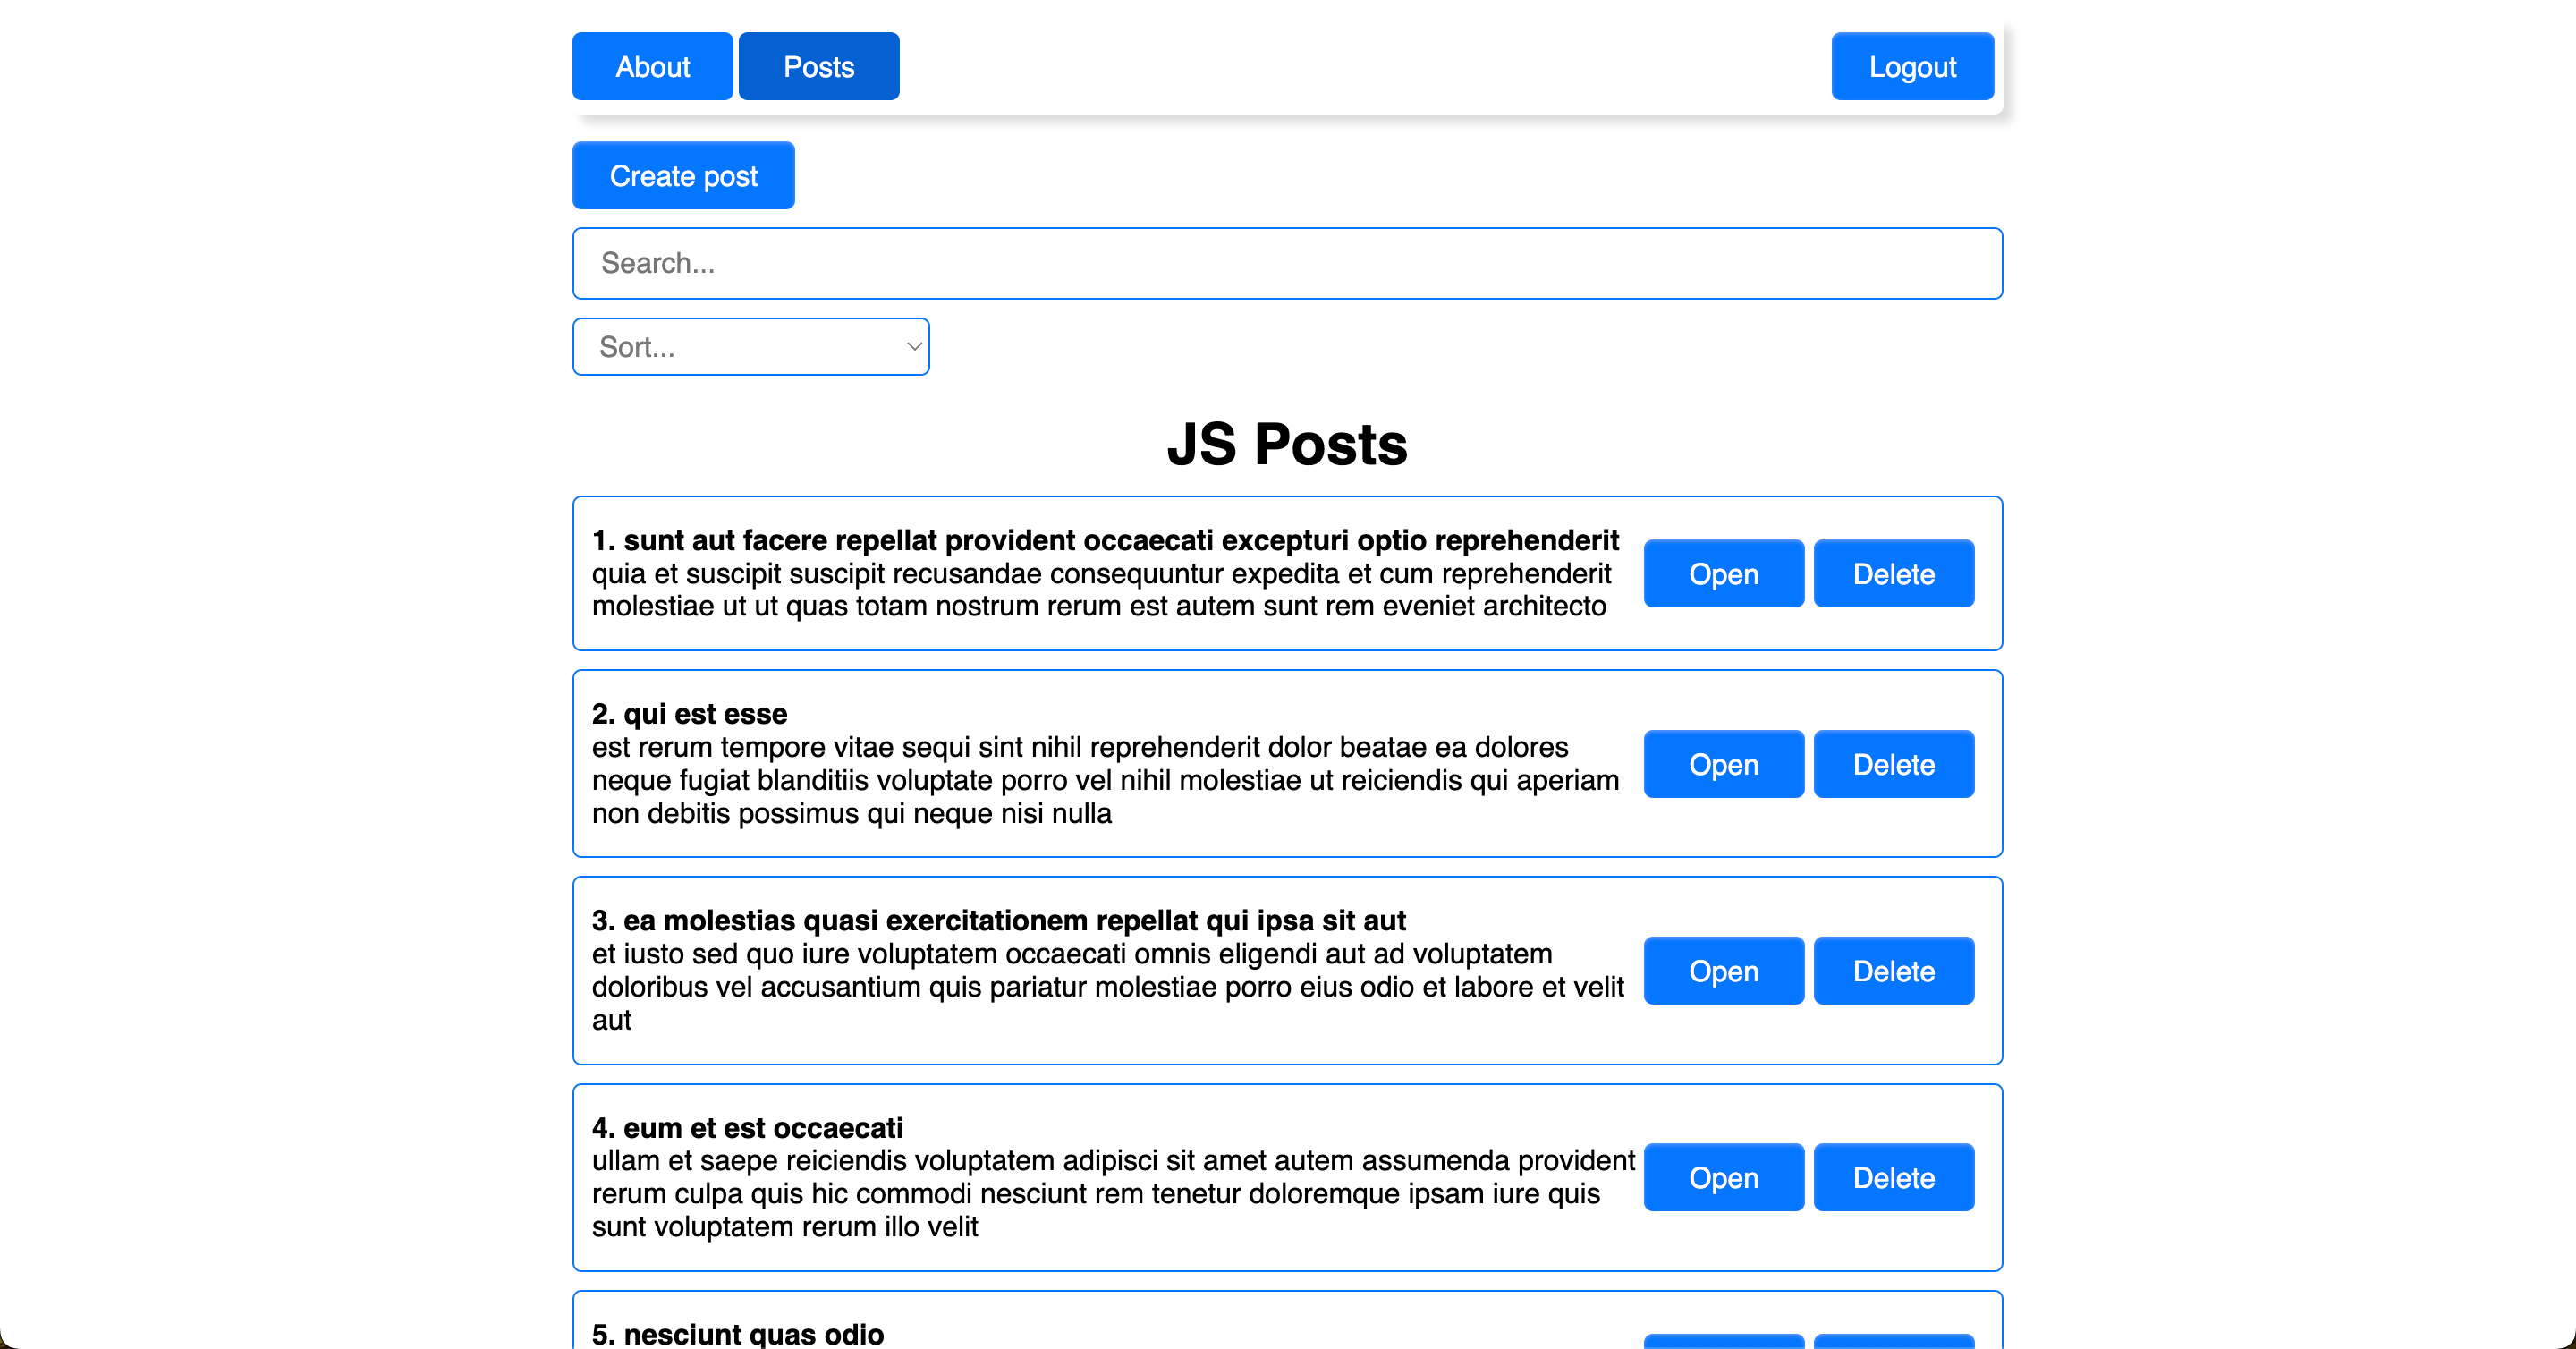 About
Posts
Logout
Create post
Search...
Sort...
JS Posts
1. sunt aut facere repellat provident occaecati excepturi optio reprehenderit
quia et suscipit suscipit recusandae consequuntur expedita et cum reprehenderit
molestiae ut ut quas totam nostrum rerum est autem sunt rem eveniet architecto
Open
Delete
2. qui est esse
est rerum tempore vitae sequi sint nihil reprehenderit dolor beatae ea dolores
neque fugiat blanditiis voluptate porro vel nihil molestiae ut reiciendis qui aperiam
non debitis possimus qui neque nisi nulla
Open
Delete
3. ea molestias quasi exercitationem repellat qui ipsa sit aut
et iusto sed quo iure voluptatem occaecati omnis eligendi aut ad voluptatem
doloribus vel accusantium quis pariatur molestiae porro eius odio et labore et velit
aut
Open
Delete
4. eum et est occaecati
ullam et saepe reiciendis voluptatem adipisci sit amet autem assumenda provident
rerum culpa quis hic commodi nesciunt rem tenetur doloremque ipsam iure quis
sunt voluptatem rerum illo velit
Open
Delete
5. nesciunt quas odio